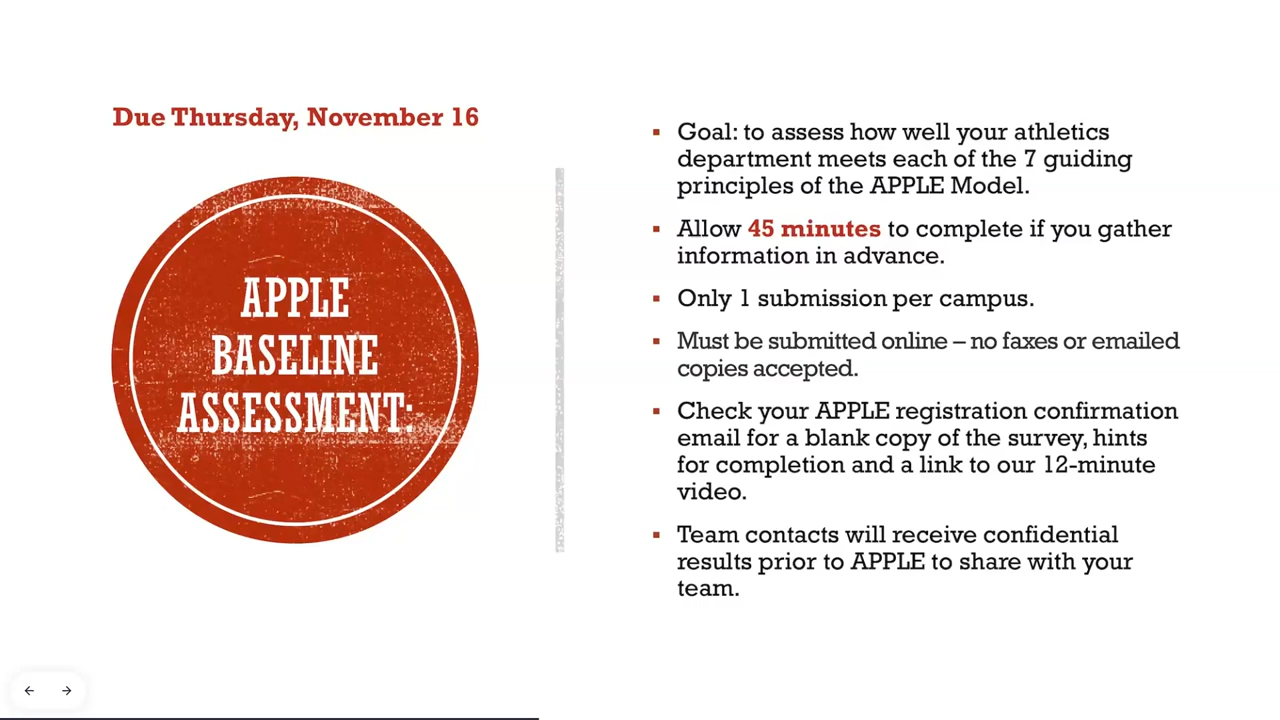 Due Thursday, November 16
APPLE
BASELINE
ASSESSMENT:
Goal: to assess how well your athletics
department meets each of the 7 guiding
principles of the APPLE Model.
Allow 45 minutes to complete if you gather
information in advance.
Only 1 submission per campus.
Must be submitted online – no faxes or emailed
copies accepted.
Check your APPLE registration confirmation
email for a blank copy of the survey, hints
for completion and a link to our 12-minute
video.
Team contacts will receive confidential
results prior to APPLE to share with your
team.